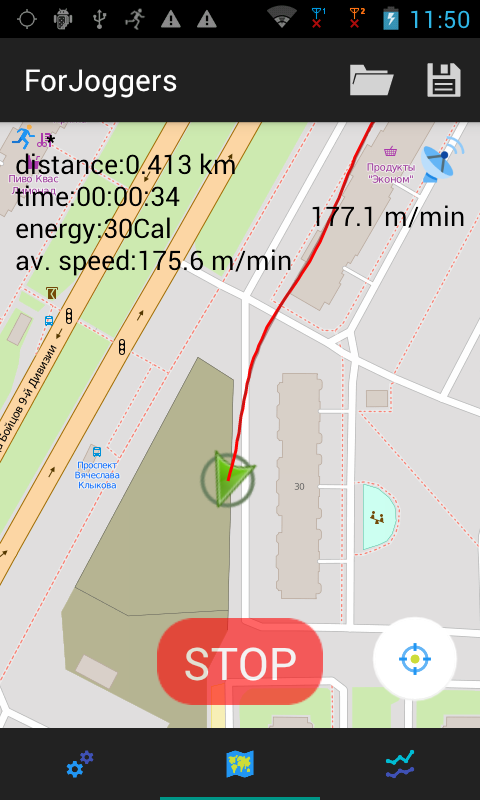 11:50
ForJoggers
distance:0.413 km
time:00:00:34
energy:30Cal
av. speed:175.6 m/min
177.1 m/min
Продукты
"Эконом"
Пиво Квас
Бойцов 9-й Дивизии
Проспект
Вячеслава
Клыкова
30
STOP